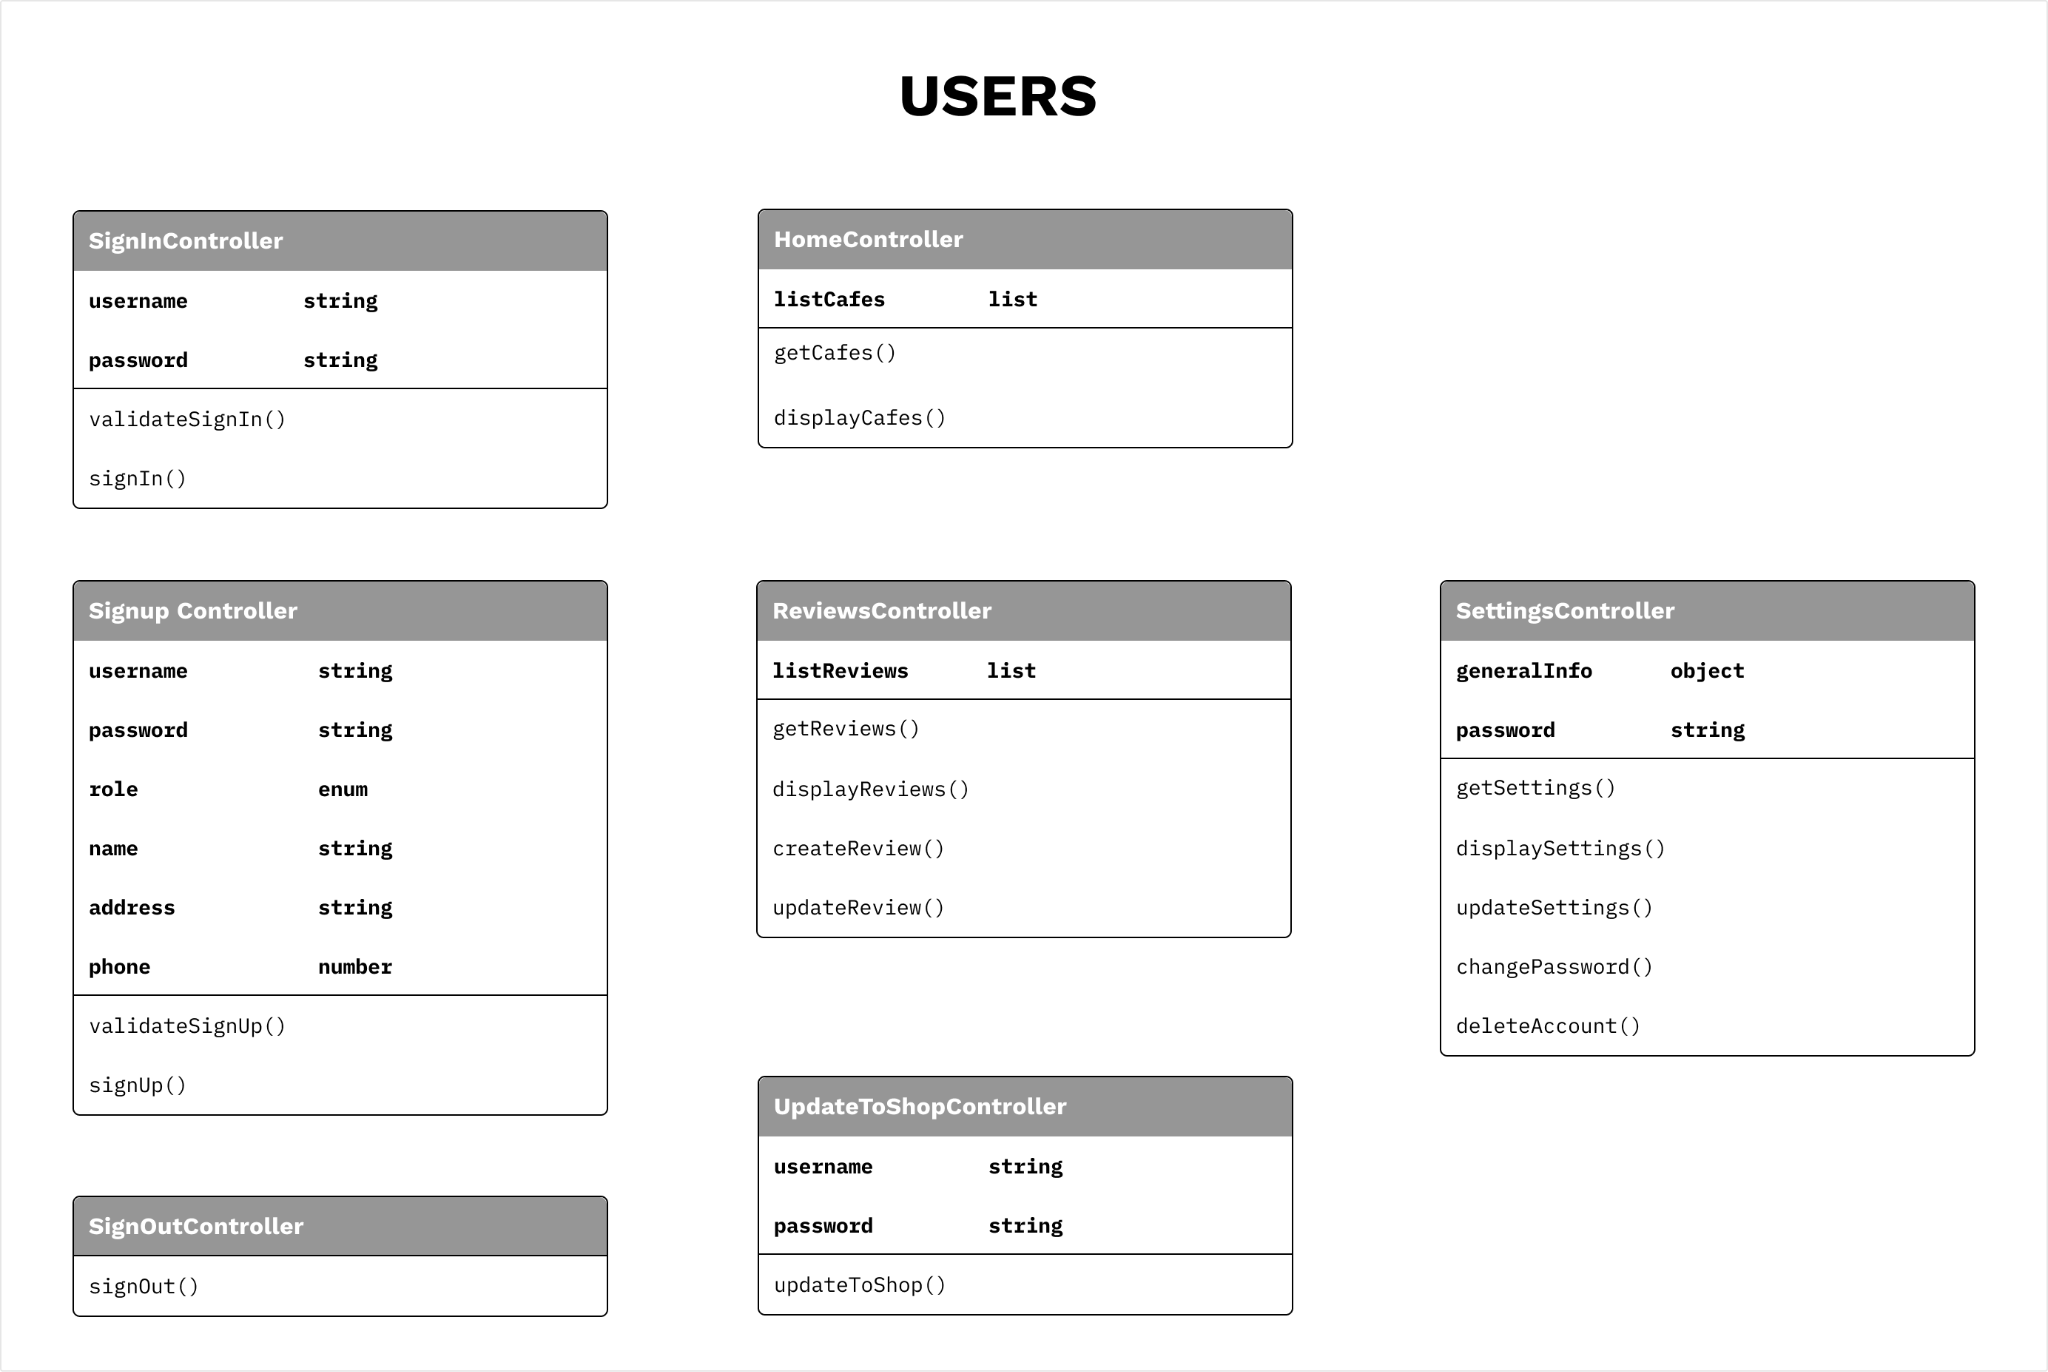 USERS
SignInController
username string
password string
validateSignIn()
signIn()
Signup Controller
username string
password string
role enum
name string
address string
phone number
validateSignUp()
signUp()
SignOutController
signOut()
HomeController
listCafes list
getCafes()
displayCafes()
ReviewsController
listReviews list
getReviews()
displayReviews()
createReview()
updateReview()
UpdateToShopController
username string
password string
updateToShop()
SettingsController
generalInfo object
password string
getSettings()
displaySettings()
updateSettings()
changePassword()
deleteAccount()